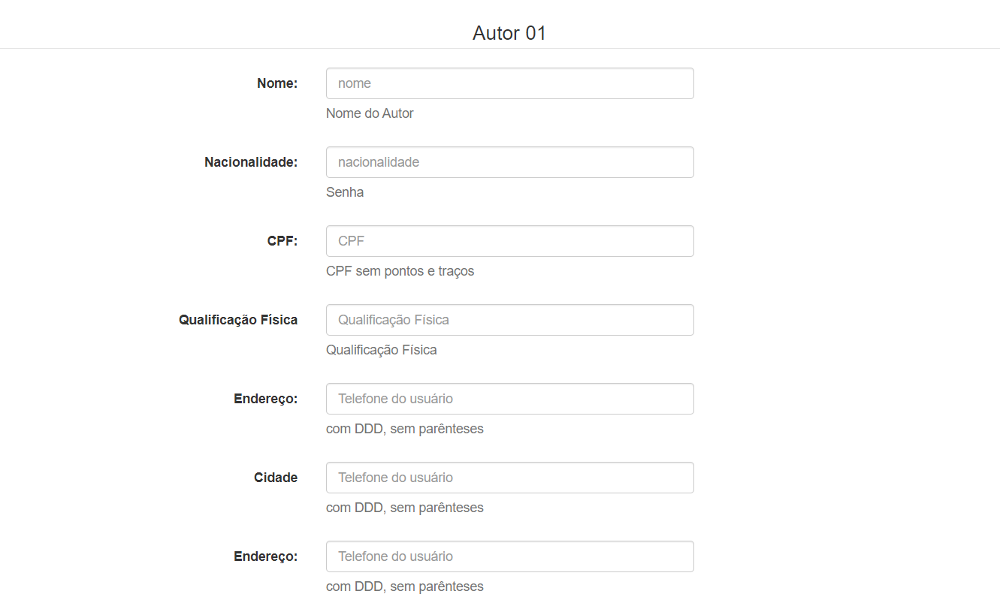 Autor 01
Nome:
nome
Nome do Autor
Nacionalidade:
nacionalidade
Senha
CPF:
CPF
CPF sem pontos e traços
Qualificação Física
Qualificação Física
Qualificação Física
Endereço:
Telefone do usuário
com DDD, sem parênteses
Cidade
Telefone do usuário
com DDD, sem parênteses
Endereço:
Telefone do usuário
com DDD, sem parênteses